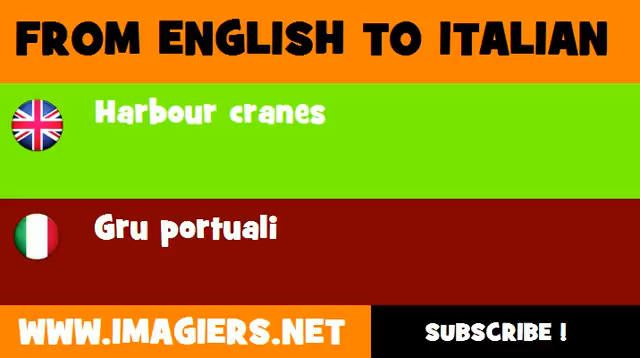 FROM ENGLISH TO ITALIAN
Harbour cranes
Gru portuali
WWW.IMAGIERS.NET
SUBSCRIBE !